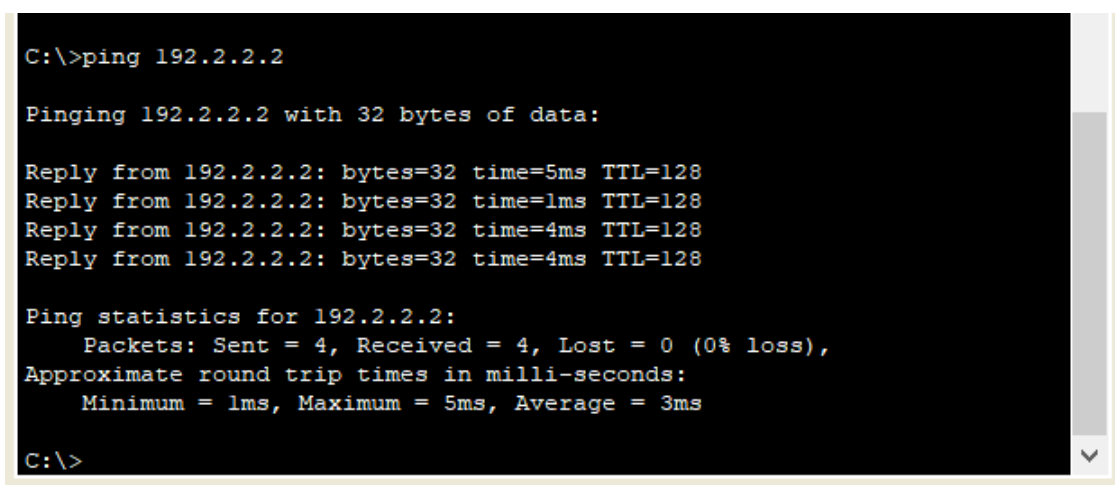 C:\>ping 192.2.2.2
Pinging 192.2.2.2 with 32 bytes of data:
Reply from 192.2.2.2: bytes=32 time=5ms TTL=128
Reply from 192.2.2.2: bytes=32 time=1ms TTL=128
Reply from 192.2.2.2: bytes=32 time=4ms TTL=128
Reply from 192.2.2.2: bytes=32 time=4ms TTL=128
Ping statistics for 192.2.2.2:
    Packets: Sent = 4, Received = 4, Lost = 0 (0% loss),
Approximate round trip times in milli-seconds:
    Minimum = 1ms, Maximum = 5ms, Average = 3ms
C:\>